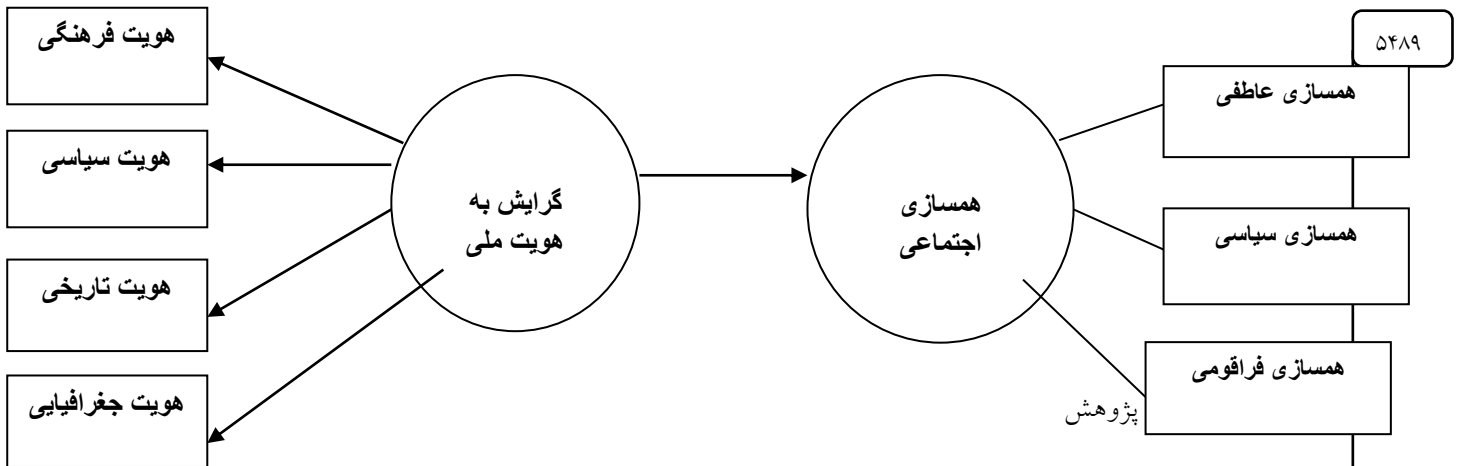 ۵۴۸۹
همسازی عاطفی
همسازی سیاسی
همسازی فراقومی
پژوهش
همسازی
اجتماعی
گرایش به
هویت ملی
هویت فرهنگی
هویت سیاسی
هویت تاریخی
هویت جغرافیایی